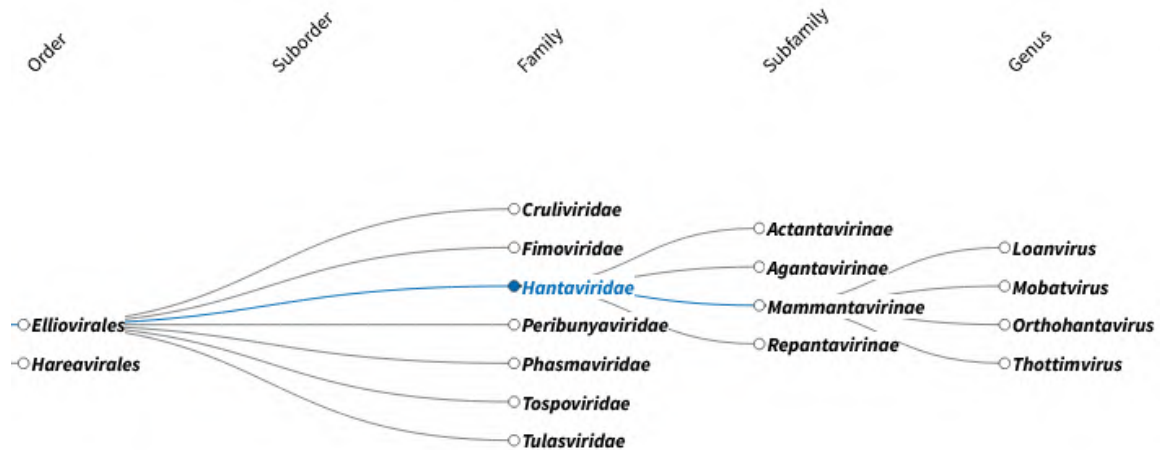 Order
Suborder
Family
Subfamily
Genus
Cruliviridae
Actantavirinae
Fimoviridae
Loanvirus
Agantavirinae
Hantaviridae
Mobatvirus
Mammantavirinae
Elliovirales
Peribunyaviridae
Orthohantavirus
Repantavirinae
Hareavirales
Phasmaviridae
Thottimvirus
Tospoviridae
Tulasviridae